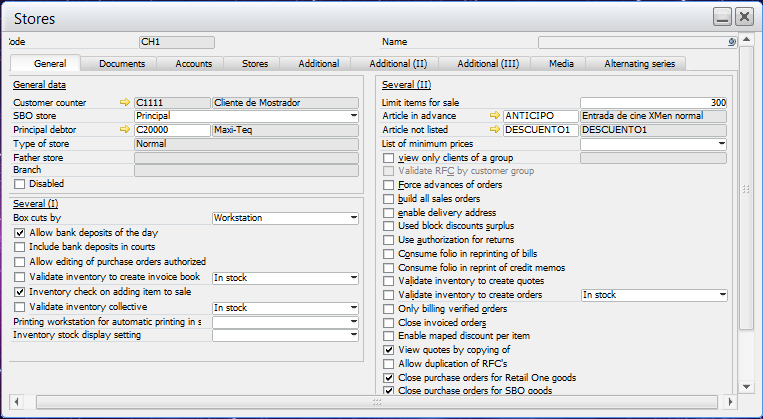 Stores
ode CH1 Name
General Documents Accounts Stores Additional Additional (II) Additional (III) Media Alternating series
General data
Customer counter C1111 Cliente de Mostrador
SBO store Principal
Principal debtor C20000 Maxi-Teq
Type of store Normal
Father store
Branch
Disabled
Several (I)
Box cuts by Workstation
Allow bank deposits of the day
Include bank deposits in courts
Allow editing of purchase orders authorized
Validate inventory to create invoice book In stock
Inventory check on adding item to sale
Validate inventory collective In stock
Printing workstation for automatic printing in s
Inventory stock display setting
Several (II)
Limit items for sale 300
Article in advance ANTICIPO Entrada de cine XMen normal
Article not listed DESCUENTO1 DESCUENTO1
List of minimum prices
view only clients of a group
Validate RFC by customer group
Force advances of orders
build all sales orders
enable delivery address
Used block discounts surplus
Use authorization for returns
Consume folio in reprinting of bills
Consume folio in reprint of credit memos
Validate inventory to create quotes
Validate inventory to create orders In stock
Only billing verified orders
Close invoiced orders
Enable maped discount per item
View quotes by copying of
Allow duplication of RFC's
Close purchase orders for Retail One goods
Close purchase orders for SBO goods